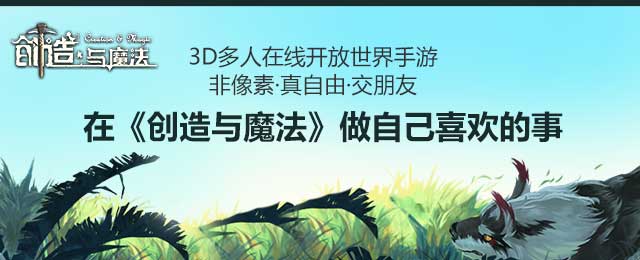 Creation & Magic
创造与魔法
3D多人在线开放世界手游
非像素·真自由·交朋友
在《创造与魔法》做自己喜欢的事